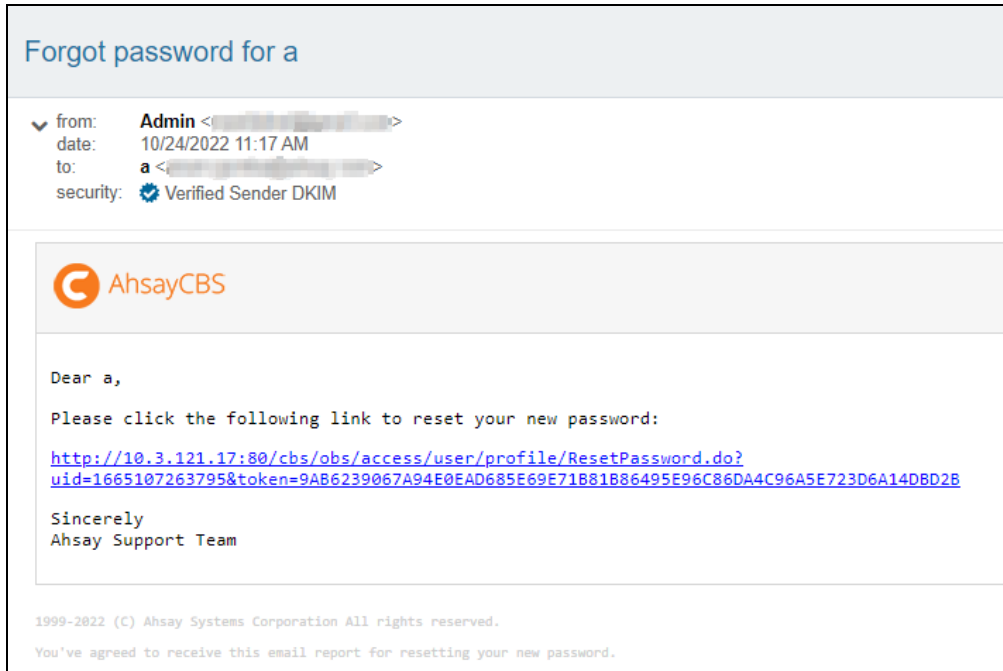 Forgot password for a
from: Admin < >
date: 10/24/2022 11:17 AM
to: a < >
security: Verified Sender DKIM
AhsayCBS
Dear a,
Please click the following link to reset your new password:
http://10.3.121.17:80/cbs/obs/access/user/profile/ResetPassword.do?
uid=1665107263795&token=9AB6239067A94E0EAD685E69E71B81B86495E96C86DA4C96A5E723D6A14DBD2B
Sincerely
Ahsay Support Team
1999-2022 (C) Ahsay Systems Corporation All rights reserved.
You've agreed to receive this email report for resetting your new password.